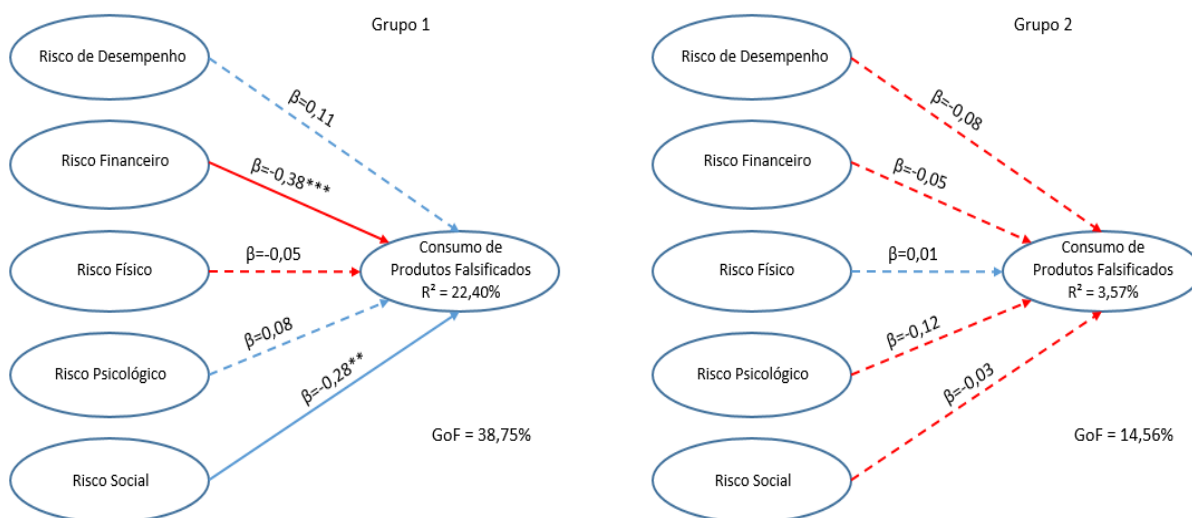 Grupo 1
Risco de Desempenho
β=0,11
Risco Financeiro
β=-0,38***
Risco Físico
β=-0,05
Consumo de
Produtos Falsificados
R² = 22,40%
Risco Psicológico
β=0,08
Risco Social
β=-0,28**
GoF = 38,75%
Grupo 2
Risco de Desempenho
β=-0,08
Risco Financeiro
β=-0,05
Risco Físico
β=0,01
Consumo de
Produtos Falsificados
R² = 3,57%
Risco Psicológico
β=-0,12
Risco Social
β=-0,03
GoF = 14,56%